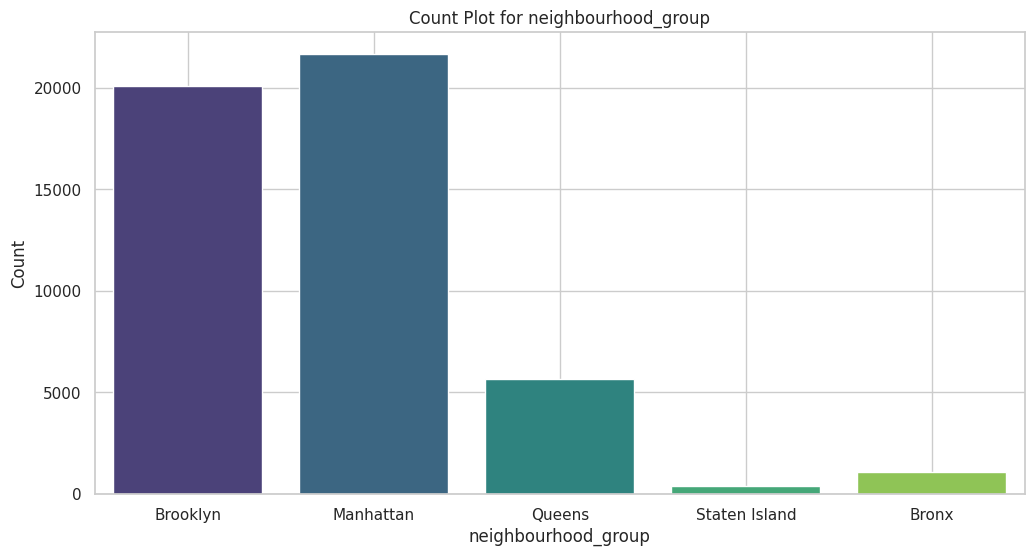 Count Plot for neighbourhood_group
Count
20000
15000
10000
5000
0
Brooklyn Manhattan Queens Staten Island Bronx
neighbourhood_group